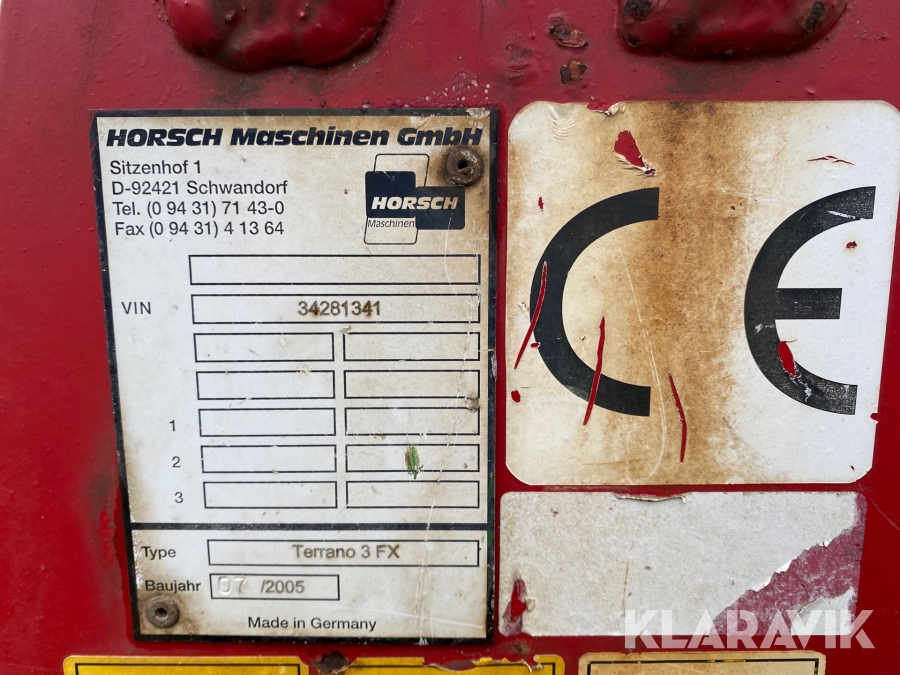 HORSCH Maschinen GmbH
Sitzenhof 1
D-92421 Schwandorf
Tel. (0 94 31) 71 43-0
Fax (0 94 31) 4 13 64
HORSCH
Maschinen
VIN 34281341
1
2
3
Type Terrano 3 FX
Baujahr 07 /2005
Made in Germany
CE
KLARAVIK